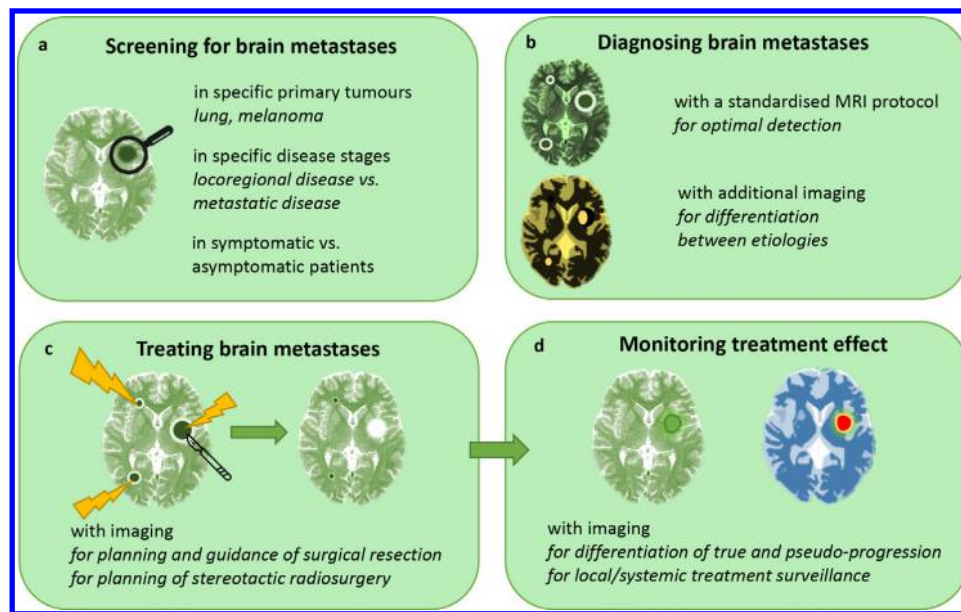 a
Screening for brain metastases
in specific primary tumours
lung, melanoma
in specific disease stages
locoregional disease vs.
metastatic disease
in symptomatic vs.
asymptomatic patients
b
Diagnosing brain metastases
with a standardised MRI protocol
for optimal detection
with additional imaging
for differentiation
between etiologies
c
Treating brain metastases
with imaging
for planning and guidance of surgical resection
for planning of stereotactic radiosurgery
d
Monitoring treatment effect
with imaging
for differentiation of true and pseudo-progression
for local/systemic treatment surveillance